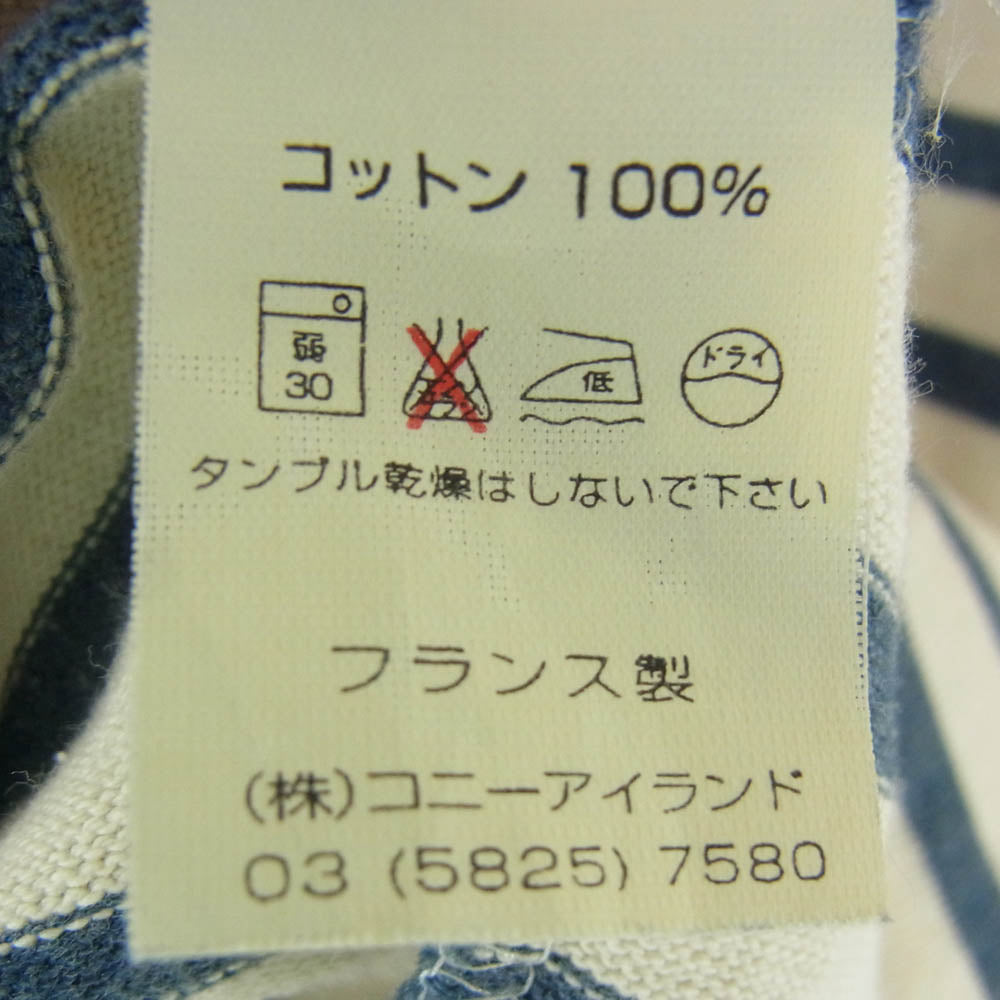 コットン 100%
弱
30
低
ドライ
タンブル乾燥はしないで下さい
フランス製
(株)コニーアイランド
03 (5825) 7580